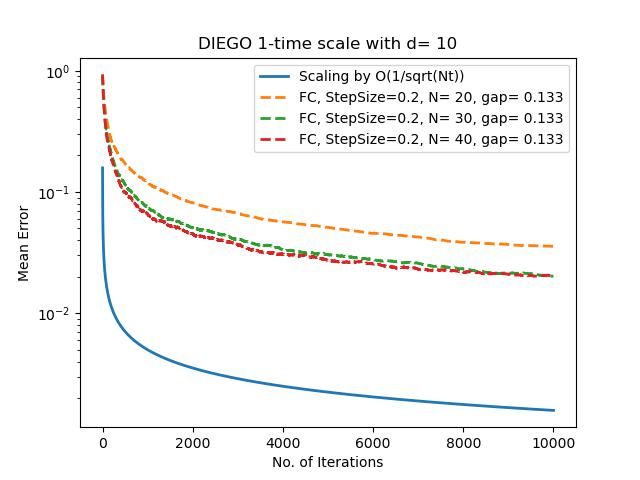 DIEGO 1-time scale with d= 10
Scaling by O(1/sqrt(Nt))
FC, StepSize=0.2, N= 20, gap= 0.133
FC, StepSize=0.2, N= 30, gap= 0.133
FC, StepSize=0.2, N= 40, gap= 0.133
Mean Error
10⁰
10⁻¹
10⁻²
0 2000 4000 6000 8000 10000
No. of Iterations